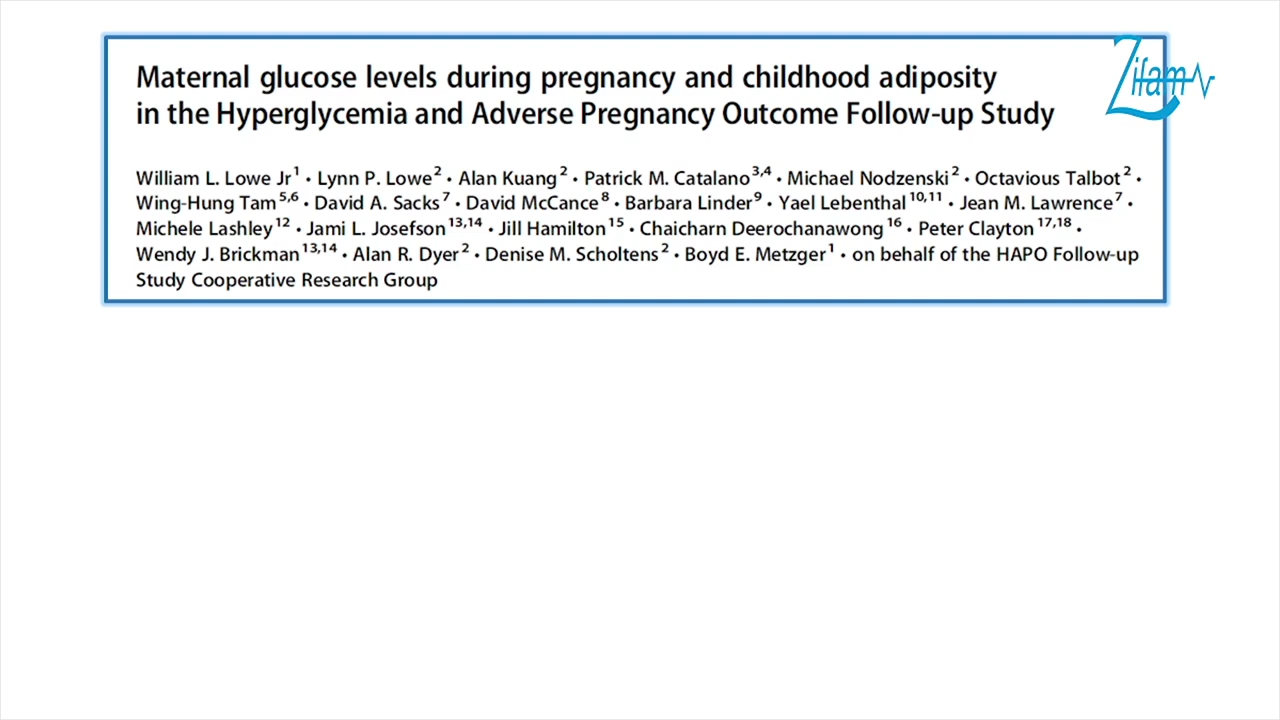 Zifam
Maternal glucose levels during pregnancy and childhood adiposity
in the Hyperglycemia and Adverse Pregnancy Outcome Follow-up Study
William L. Lowe Jr¹ • Lynn P. Lowe² • Alan Kuang² • Patrick M. Catalano³,⁴ • Michael Nodzenski² • Octavious Talbot² •
Wing-Hung Tam⁵,⁶ • David A. Sacks⁷ • David McCance⁸ • Barbara Linder⁹ • Yael Lebenthal¹⁰,¹¹ • Jean M. Lawrence⁷ •
Michele Lashley¹² • Jami L. Josefson¹³,¹⁴ • Jill Hamilton¹⁵ • Chaicharn Deerochanawong¹⁶ • Peter Clayton¹⁷,¹⁸ •
Wendy J. Brickman¹³,¹⁴ • Alan R. Dyer² • Denise M. Scholtens² • Boyd E. Metzger¹ • on behalf of the HAPO Follow-up
Study Cooperative Research Group